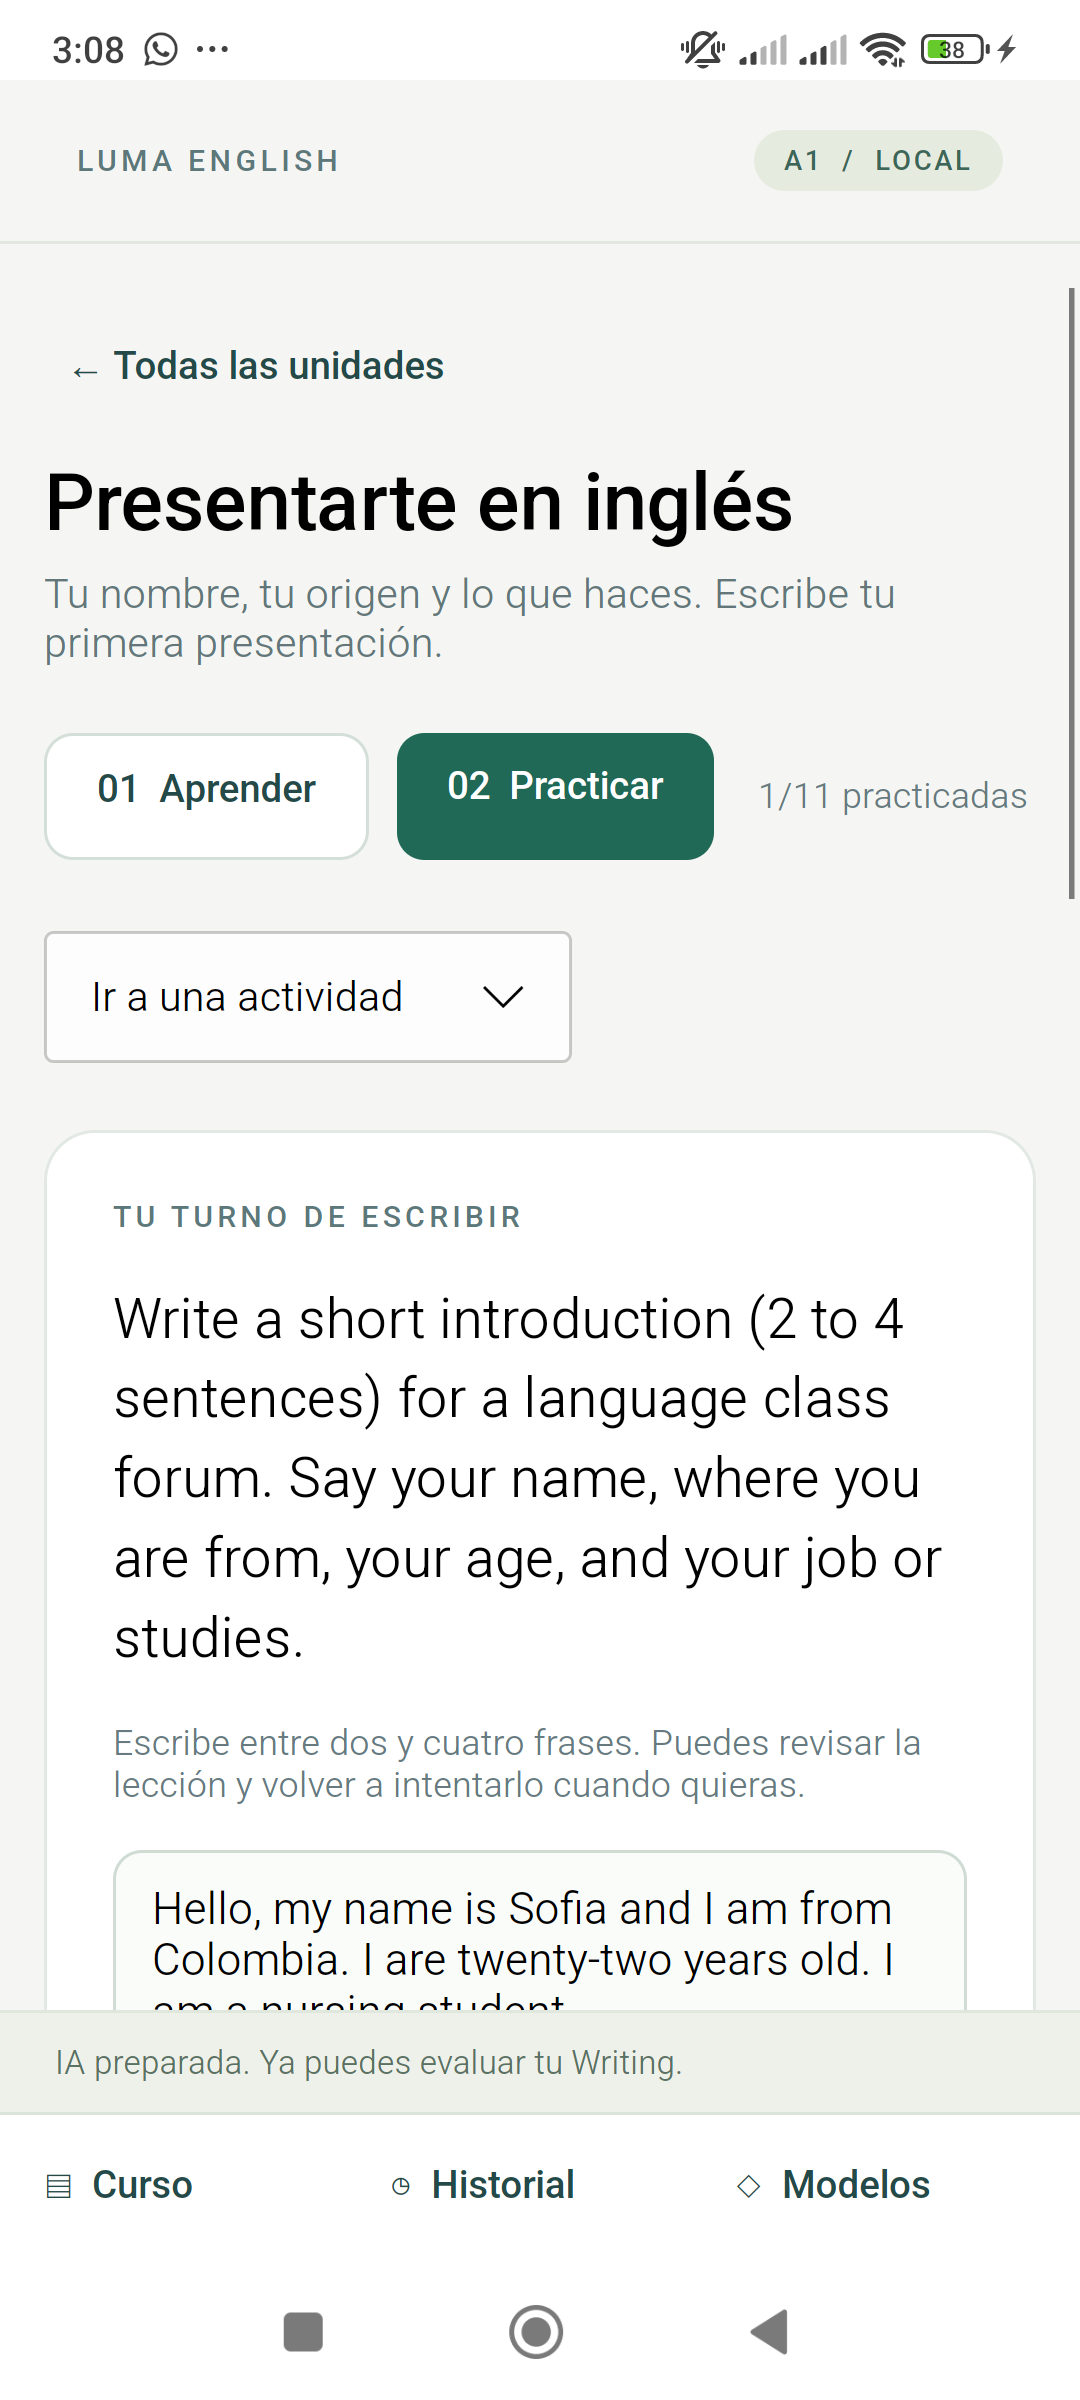 3:08
38
LUMA ENGLISH
A1 / LOCAL
← Todas las unidades
Presentarte en inglés
Tu nombre, tu origen y lo que haces. Escribe tu
primera presentación.
01 Aprender
02 Practicar
1/11 practicadas
Ir a una actividad
TU TURNO DE ESCRIBIR
Write a short introduction (2 to 4
sentences) for a language class
forum. Say your name, where you
are from, your age, and your job or
studies.
Escribe entre dos y cuatro frases. Puedes revisar la
lección y volver a intentarlo cuando quieras.
Hello, my name is Sofia and I am from
Colombia. I are twenty-two years old. I
am a nursing student
IA preparada. Ya puedes evaluar tu Writing.
Curso
Historial
Modelos